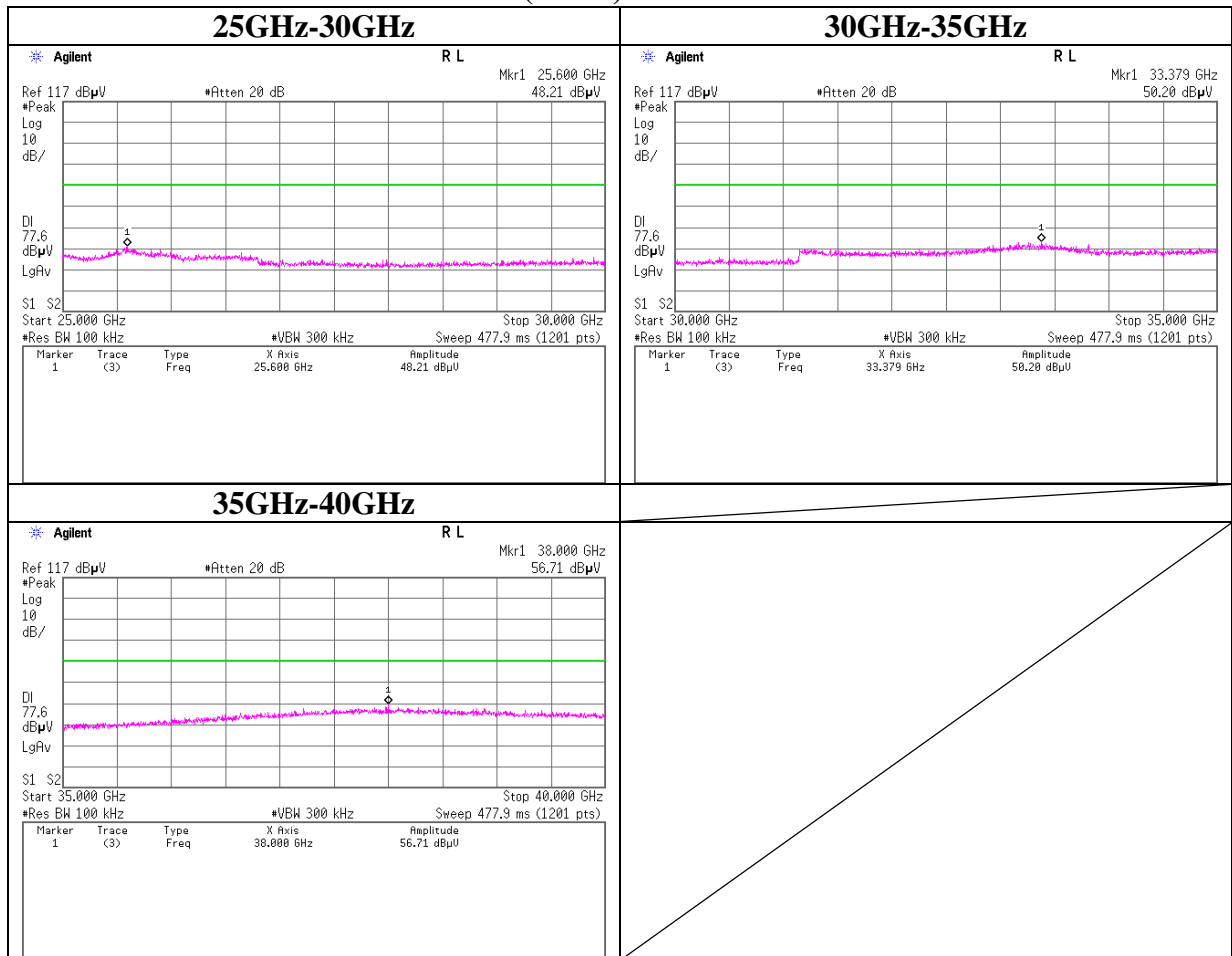 25GHz-30GHz
Agilent R L
Mkr1 25.600 GHz
Ref 117 dBµV #Atten 20 dB 48.21 dBµV
#Peak
Log
10
dB/
DI
77.6
dBµV
LgAv
1
S1 S2
Start 25.000 GHz Stop 30.000 GHz
#Res BW 100 kHz #VBW 300 kHz Sweep 477.9 ms (1201 pts)
Marker Trace Type X Axis Amplitude
1 (3) Freq 25.600 GHz 48.21 dBµV
30GHz-35GHz
Agilent R L
Mkr1 33.379 GHz
Ref 117 dBµV #Atten 20 dB 50.20 dBµV
#Peak
Log
10
dB/
DI
77.6
dBµV
LgAv
1
S1 S2
Start 30.000 GHz Stop 35.000 GHz
#Res BW 100 kHz #VBW 300 kHz Sweep 477.9 ms (1201 pts)
Marker Trace Type X Axis Amplitude
1 (3) Freq 33.379 GHz 50.20 dBµV
35GHz-40GHz
Agilent R L
Mkr1 38.000 GHz
Ref 117 dBµV #Atten 20 dB 56.71 dBµV
#Peak
Log
10
dB/
DI
77.6
dBµV
LgAv
1
S1 S2
Start 35.000 GHz Stop 40.000 GHz
#Res BW 100 kHz #VBW 300 kHz Sweep 477.9 ms (1201 pts)
Marker Trace Type X Axis Amplitude
1 (3) Freq 38.000 GHz 56.71 dBµV